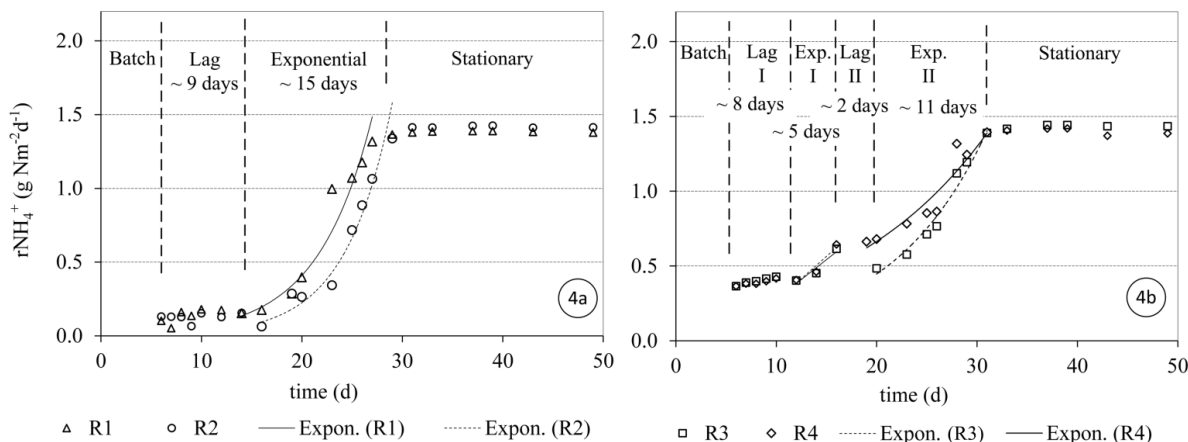 rNH₄⁺ (g Nm⁻²d⁻¹)
2.0
1.5
1.0
0.5
0.0
Batch
Lag
~ 9 days
Exponential
~ 15 days
Stationary
4a
0 10 20 30 40 50
time (d)
R1 R2 Expon. (R1) Expon. (R2)
2.0
1.5
1.0
0.5
0.0
Batch
Lag
I
Exp.
I
Lag
II
Exp.
II
Stationary
~ 8 days
~ 5 days
~ 2 days
~ 11 days
4b
0 10 20 30 40 50
time (d)
R3 R4 Expon. (R3) Expon. (R4)